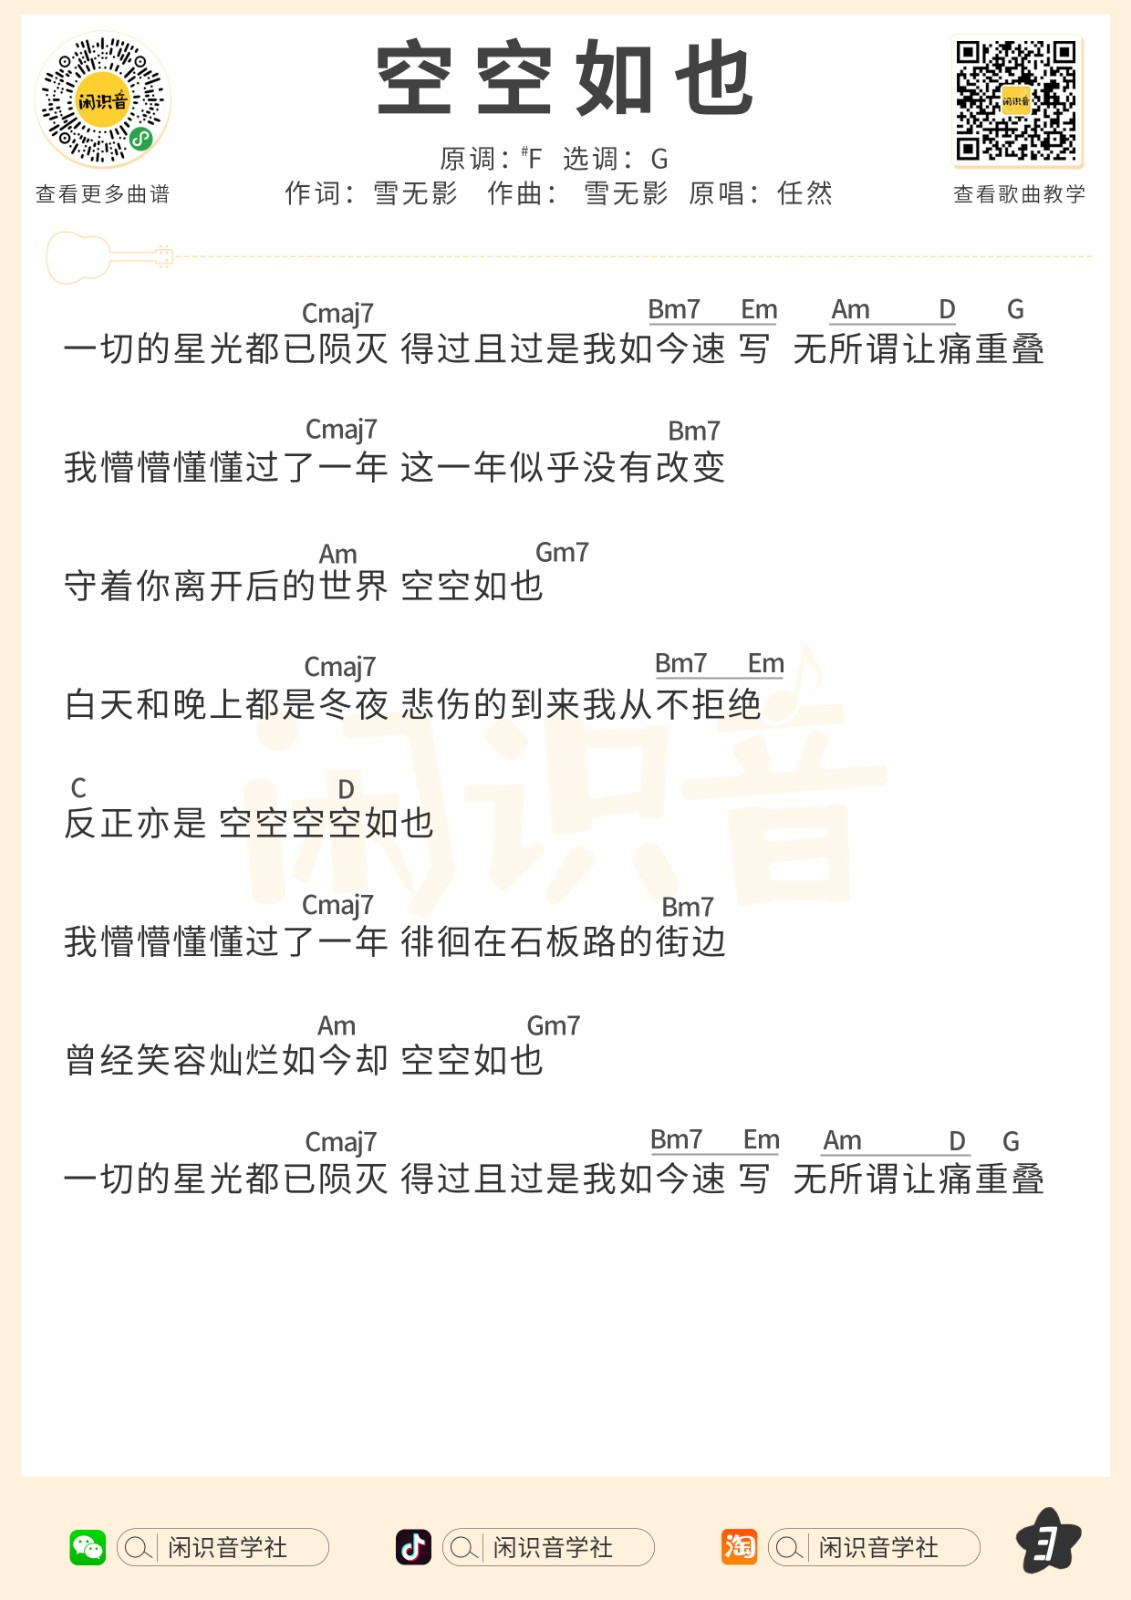 闲识音
查看更多曲谱
空空如也
原调：#F 选调：G
作词：雪无影 作曲：雪无影 原唱：任然
闲识音
查看歌曲教学
Cmaj7 Bm7 Em Am D G
一切的星光都已陨灭 得过且过是我如今速 写 无所谓让痛重叠
Cmaj7 Bm7
我懵懵懂懂过了一年 这一年似乎没有改变
Am Gm7
守着你离开后的世界 空空如也
Cmaj7 Bm7 Em
白天和晚上都是冬夜 悲伤的到来我从不拒绝
C D
反正亦是 空空空空如也
Cmaj7 Bm7
我懵懵懂懂过了一年 徘徊在石板路的街边
Am Gm7
曾经笑容灿烂如今却 空空如也
Cmaj7 Bm7 Em Am D G
一切的星光都已陨灭 得过且过是我如今速 写 无所谓让痛重叠
闲识音
闲识音学社
闲识音学社
淘 闲识音学社
3